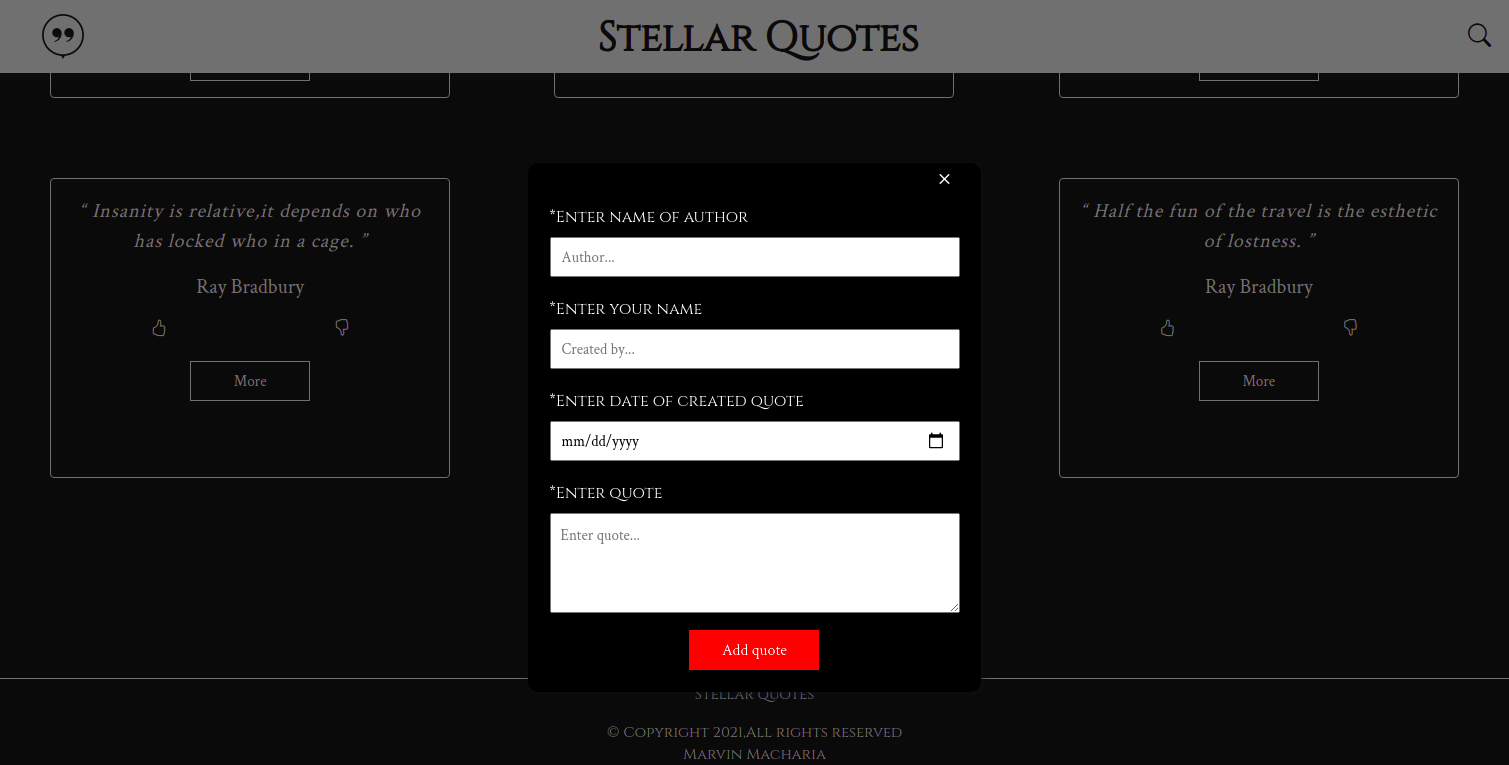 Stellar Quotes
“ Insanity is relative,it depends on who
has locked who in a cage. ”
Ray Bradbury
More
*Enter name of author
Author...
*Enter your name
Created by...
*Enter date of created quote
mm/dd/yyyy
*Enter quote
Enter quote...
Add quote
“ Half the fun of the travel is the esthetic
of lostness. ”
Ray Bradbury
More
Stellar Quotes
© Copyright 2021,All rights reserved
Marvin Macharia